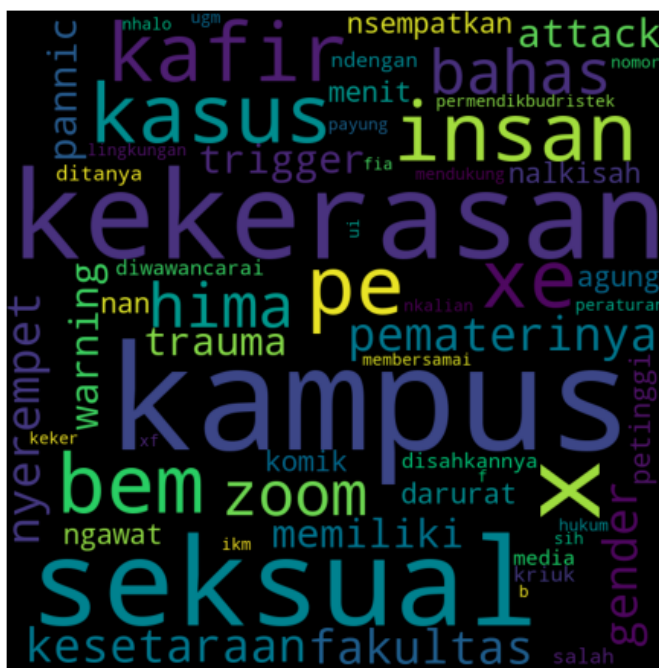 nhalo
ugm
nsempatkan
attack
kafir
ndengan
bahas
nomor
pannic
kasus
menit
permendikbudristek
payung
insan
lingkungan
trigger
fia
mendukung
nalkisah
ditanya
kekerasan
ui
diwawancarai
warning
nan
hima
pe
xe
agung
peraturan
nkalian
trauma
pematerinya
nyerempet
membersamai
kampus
petinggi
keker
xf
bem
zoom
komik
disahkannya
f
darurat
x
gender
ngawat
memiliki
hukum
sih
ikm
media
kriuk
b
seksual
kesetaraan
fakultas
salah